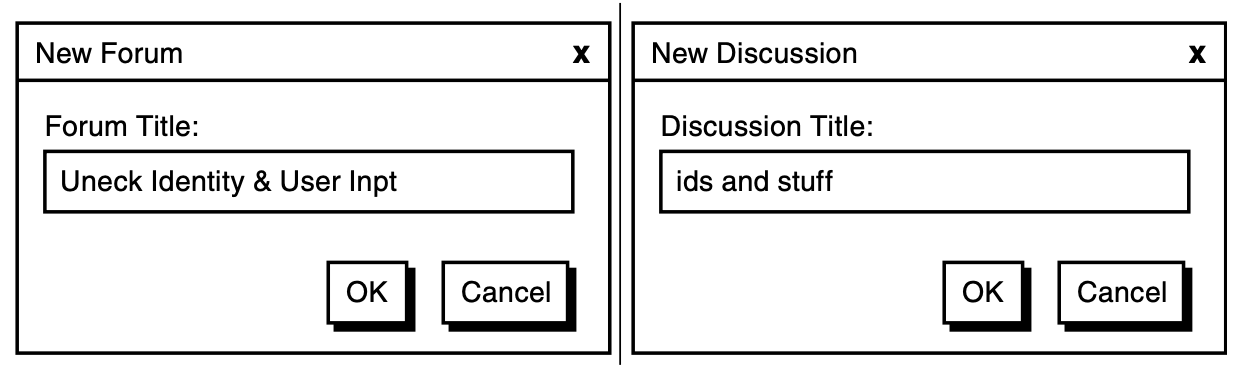 New Forum x
Forum Title:
Uneck Identity & User Inpt
OK Cancel
New Discussion x
Discussion Title:
ids and stuff
OK Cancel